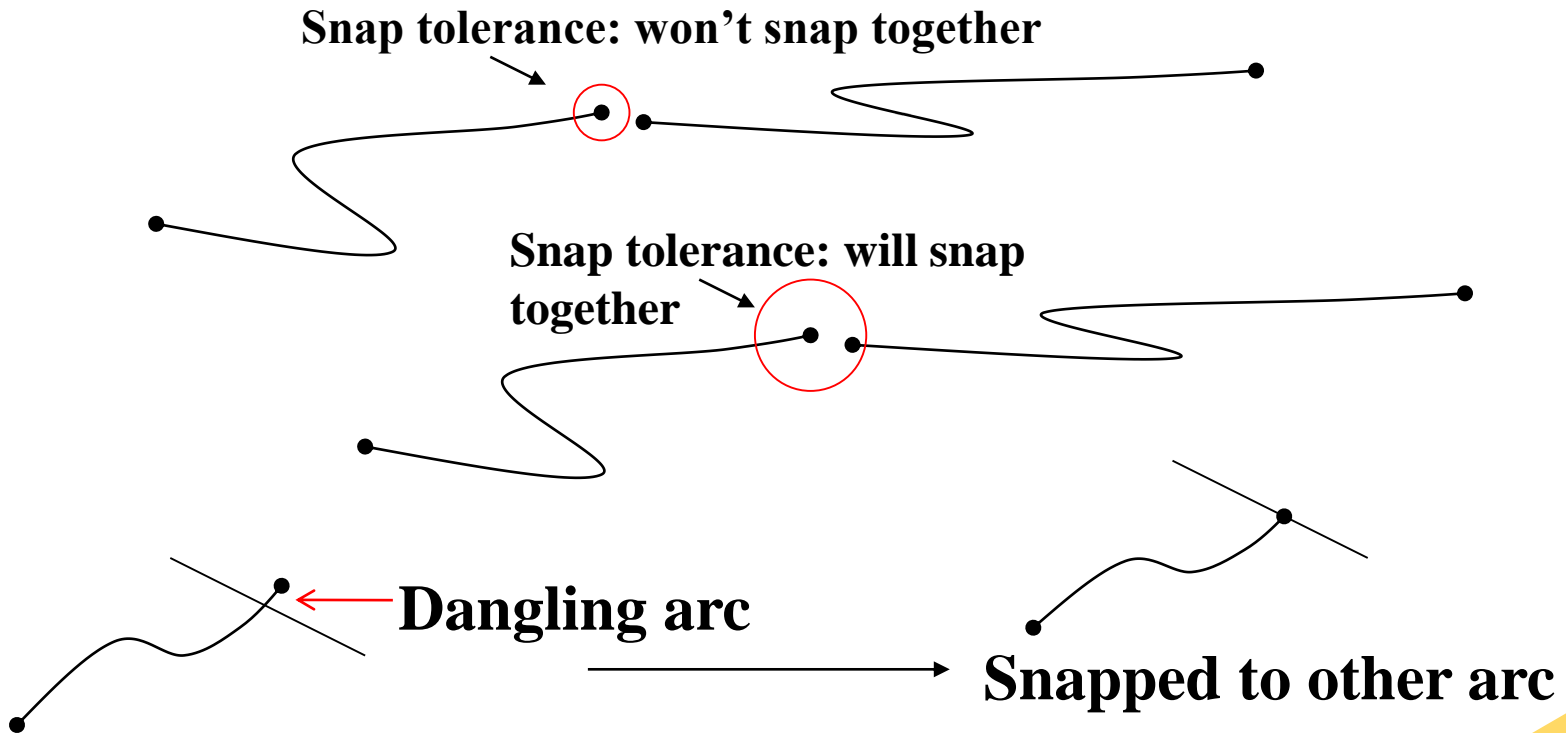 Snap tolerance: won’t snap together
Snap tolerance: will snap
together
Dangling arc
Snapped to other arc